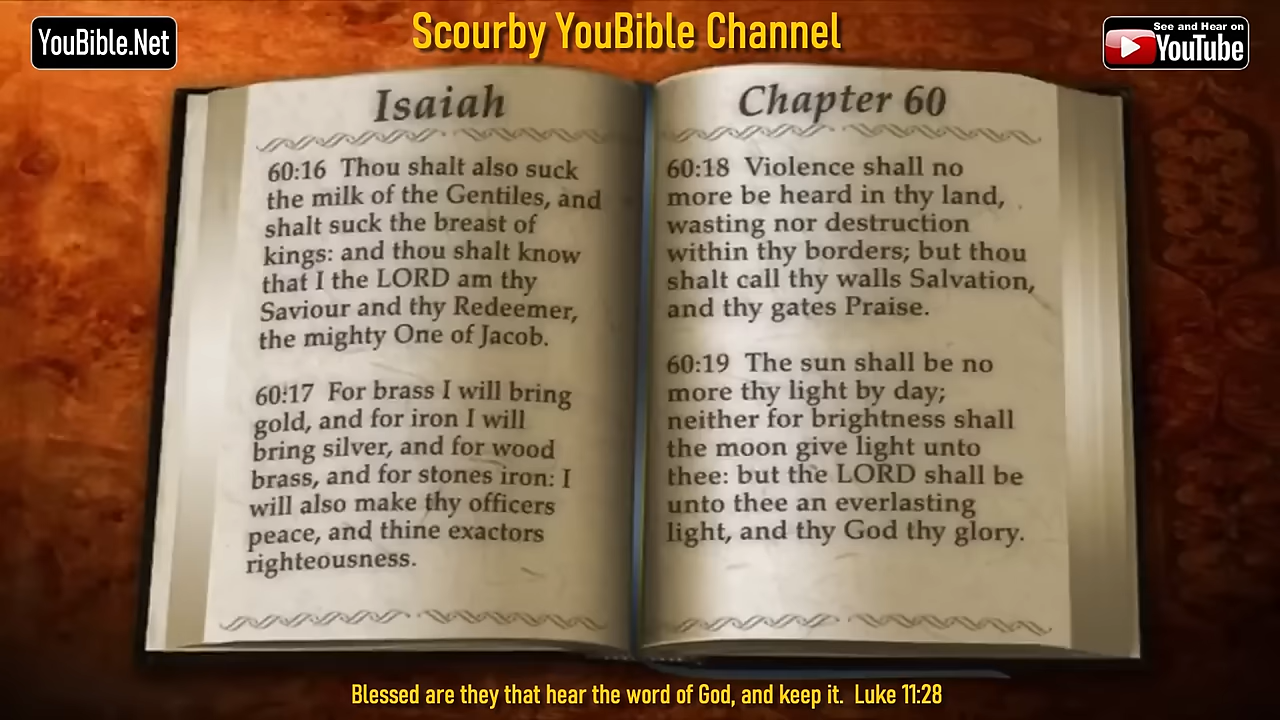 YouBible.Net
Scourby YouBible Channel
See and Hear on
YouTube
Isaiah
60:16 Thou shalt also suck
the milk of the Gentiles, and
shalt suck the breast of
kings: and thou shalt know
that I the LORD am thy
Saviour and thy Redeemer,
the mighty One of Jacob.
60:17 For brass I will bring
gold, and for iron I will
bring silver, and for wood
brass, and for stones iron: I
will also make thy officers
peace, and thine exactors
righteousness.
Chapter 60
60:18 Violence shall no
more be heard in thy land,
wasting nor destruction
within thy borders; but thou
shalt call thy walls Salvation,
and thy gates Praise.
60:19 The sun shall be no
more thy light by day;
neither for brightness shall
the moon give light unto
thee: but the LORD shall be
unto thee an everlasting
light, and thy God thy glory.
Blessed are they that hear the word of God, and keep it. Luke 11:28